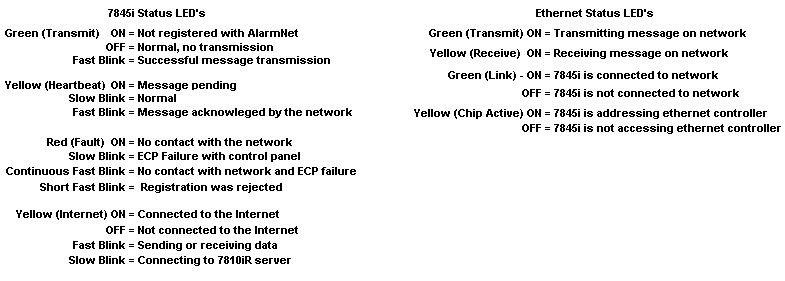 7845i Status LED's
Green (Transmit) ON = Not registered with AlarmNet
OFF = Normal, no transmission
Fast Blink = Successful message transmission
Yellow (Heartbeat) ON = Message pending
Slow Blink = Normal
Fast Blink = Message acknowleged by the network
Red (Fault) ON = No contact with the network
Slow Blink = ECP Failure with control panel
Continuous Fast Blink = No contact with network and ECP failure
Short Fast Blink = Registration was rejected
Yellow (Internet) ON = Connected to the Internet
OFF = Not connected to the Internet
Fast Blink = Sending or receiving data
Slow Blink = Connecting to 7810iR server
Ethernet Status LED's
Green (Transmit) ON = Transmitting message on network
Yellow (Receive) ON = Receiving message on network
Green (Link) - ON = 7845i is connected to network
OFF = 7845i is not connected to network
Yellow (Chip Active) ON = 7845i is addressing ethernet controller
OFF = 7845i is not accessing ethernet controller